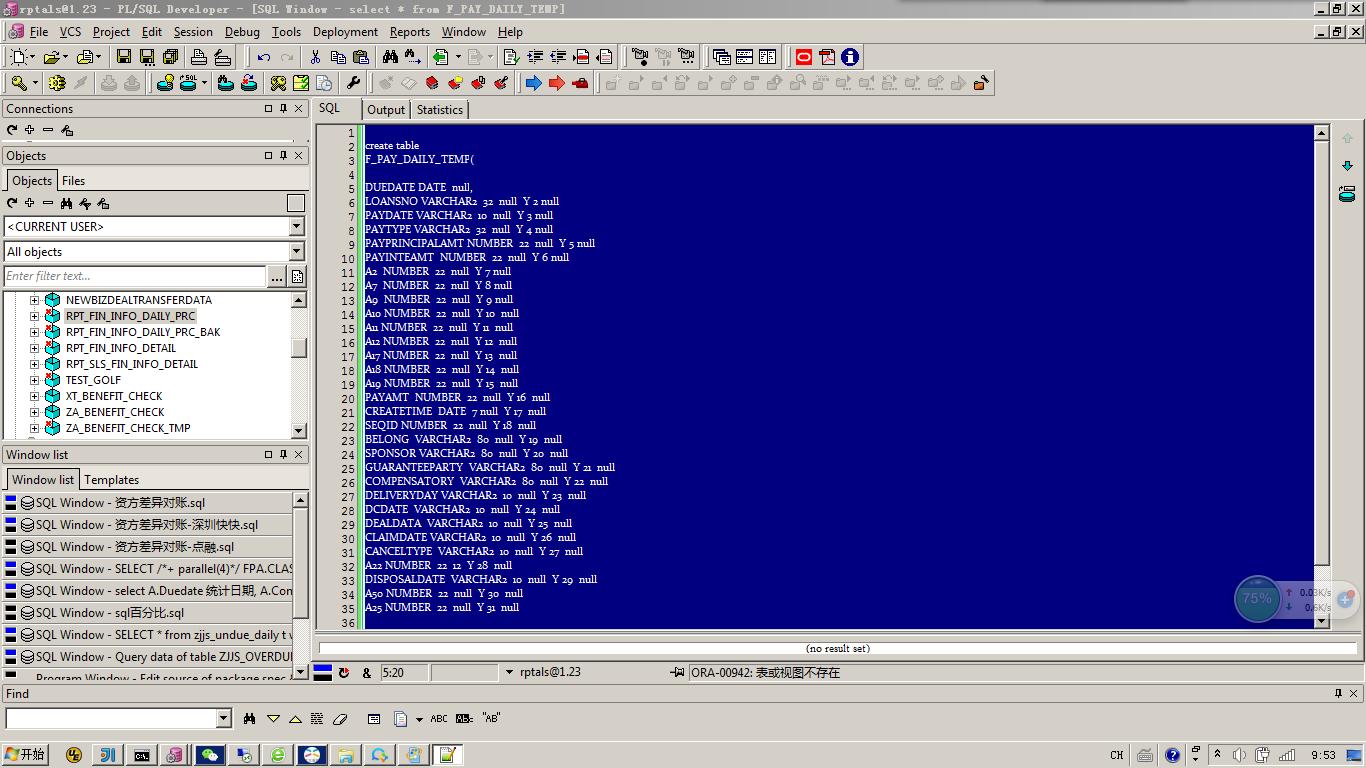 rptals@1.23 - PL/SQL Developer - [SQL Window - select * from F_PAY_DAILY_TEMP]
File VCS Project Edit Session Debug Tools Deployment Reports Window Help
Connections
SQL Output Statistics
Objects
Objects Files
<CURRENT USER>
All objects
Enter filter text...
NEWBIZDEALTRANSFERDATA
RPT_FIN_INFO_DAILY_PRC
RPT_FIN_INFO_DAILY_PRC_BAK
RPT_FIN_INFO_DETAIL
RPT_SLS_FIN_INFO_DETAIL
TEST_GOLF
XT_BENEFIT_CHECK
ZA_BENEFIT_CHECK
ZA_BENEFIT_CHECK_TMP
Window list
Window list Templates
SQL Window - 资方差异对账.sql
SQL Window - 资方差异对账-深圳快快.sql
SQL Window - 资方差异对账-点融.sql
SQL Window - SELECT /*+ parallel(4)*/ FPA.CLAS
SQL Window - select A.Duedate 统计日期, A.Con
SQL Window - sql百分比.sql
SQL Window - SELECT * from zjjs_undue_daily t w
SQL Window - Query data of table ZJJS_OVERDU
Program Window - Edit source of package spec &
1
2 create table
3 F_PAY_DAILY_TEMP(
4
5 DUEDATE DATE  null,
6 LOANSNO VARCHAR2  32  null  Y 2 null
7 PAYDATE VARCHAR2  10  null  Y 3 null
8 PAYTYPE VARCHAR2  32  null  Y 4 null
9 PAYPRINCIPALAMT NUMBER  22  null  Y 5 null
10 PAYINTEAMT  NUMBER  22  null  Y 6 null
11 A2  NUMBER  22  null  Y 7 null
12 A7  NUMBER  22  null  Y 8 null
13 A9  NUMBER  22  null  Y 9 null
14 A10 NUMBER  22  null  Y 10  null
15 A11 NUMBER  22  null  Y 11  null
16 A12 NUMBER  22  null  Y 12  null
17 A17 NUMBER  22  null  Y 13  null
18 A18 NUMBER  22  null  Y 14  null
19 A19 NUMBER  22  null  Y 15  null
20 PAYAMT  NUMBER  22  null  Y 16  null
21 CREATETIME  DATE  7 null  Y 17  null
22 SEQID NUMBER  22  null  Y 18  null
23 BELONG  VARCHAR2  80  null  Y 19  null
24 SPONSOR VARCHAR2  80  null  Y 20  null
25 GUARANTEEPARTY  VARCHAR2  80  null  Y 21  null
26 COMPENSATORY  VARCHAR2  80  null  Y 22  null
27 DELIVERYDAY VARCHAR2  10  null  Y 23  null
28 DCDATE  VARCHAR2  10  null  Y 24  null
29 DEALDATA  VARCHAR2  10  null  Y 25  null
30 CLAIMDATE VARCHAR2  10  null  Y 26  null
31 CANCELTYPE  VARCHAR2  10  null  Y 27  null
32 A22 NUMBER  22 12  Y 28  null
33 DISPOSALDATE  VARCHAR2  10  null  Y 29  null
34 A50 NUMBER  22  null  Y 30  null
35 A25 NUMBER  22  null  Y 31  null
36
75% 0.03K/s
0.6K/s
(no result set)
& 5:20 rptals@1.23 ORA-00942: 表或视图不存在
Find
ABC ABc "AB"
开始 CH 9:53